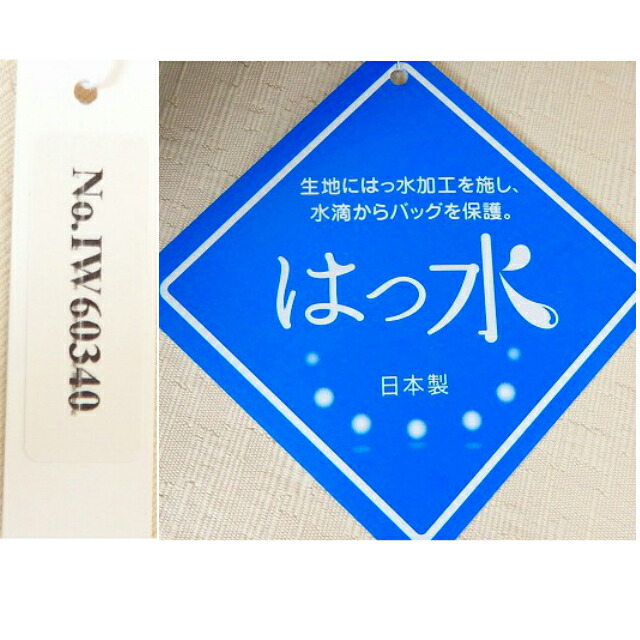 No.IW60340
生地にはっ水加工を施し、
水滴からバッグを保護。
はっ水
日本製